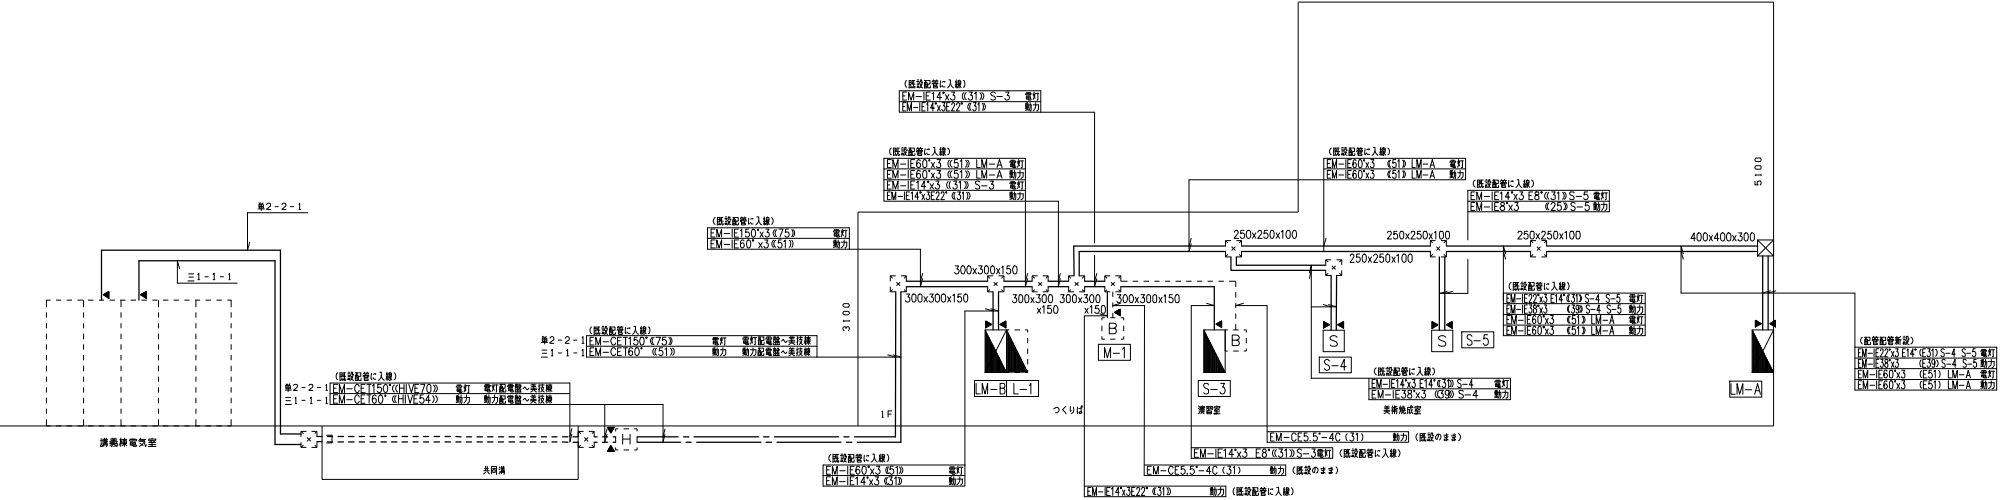 (既設配管に入線)
EM-IE14°x3 ((31)) S-3 電灯
EM-IE14°x3E22° ((31)) 動力
(既設配管に入線)
EM-IE60°x3 ((51)) LM-A 電灯
EM-IE60°x3 ((51)) LM-A 動力
EM-IE14°x3 ((31)) S-3 電灯
EM-IE14°x3E22° ((31)) 動力
(既設配管に入線)
EM-IE60°x3 ((51)) LM-A 電灯
EM-IE60°x3 ((51)) LM-A 動力
5100
(既設配管に入線)
EM-IE14°x3 E8°((31)) S-5 電灯
EM-IE8°x3 ((25)) S-5 動力
単2-2-1
三1-1-1
(既設配管に入線)
EM-IE150°x3((75)) 電灯
EM-IE60° x3((51)) 動力
250x250x100
250x250x100
250x250x100
400x400x300
250x250x100
300x300x150
300x300x150
300x300
x150
300x300
x150
300x300x150
3100
(既設配管に入線)
EM-IE22°x3 E14°((31)) S-4 S-5 電灯
EM-IE38°x3 ((39)) S-4 S-5 動力
EM-IE60°x3 ((51)) LM-A 電灯
EM-IE60°x3 ((51)) LM-A 動力
(既設配管に入線)
単2-2-1 EM-CET150°((75)) 電灯 電灯配電盤～美技棟
三1-1-1 EM-CET60° ((51)) 動力 動力配電盤～美技棟
B
M-1
B
S
S-4
S
S-5
(配管配管新設)
EM-IE22°x3 E14° (E31) S-4 S-5 電灯
EM-IE38°x3 (E39) S-4 S-5 動力
EM-IE60°x3 (E51) LM-A 電灯
EM-IE60°x3 (E51) LM-A 動力
(既設配管に入線)
単2-2-1 EM-CET150°((HIVE70)) 電灯 電灯配電盤～美技棟
三1-1-1 EM-CET60° ((HIVE54)) 動力 動力配電盤～美技棟
LM-B
L-1
S-3
LM-A
(既設配管に入線)
EM-IE14°x3 E14°((31)) S-4 電灯
EM-IE38°x3 ((39)) S-4 動力
1F
つくりば
演習室
美術焼成室
講義棟電気室
H
共同溝
EM-CE5.5°-4C (31) 動力 (既設のまま)
EM-IE14°x3 E8°((31)) S-3電灯 (既設配管に入線)
(既設配管に入線)
EM-IE60°x3 ((51)) 電灯
EM-IE14°x3 ((31)) 動力
EM-CE5.5°-4C (31) 動力 (既設のまま)
EM-IE14°x3E22° ((31)) 動力 (既設配管に入線)